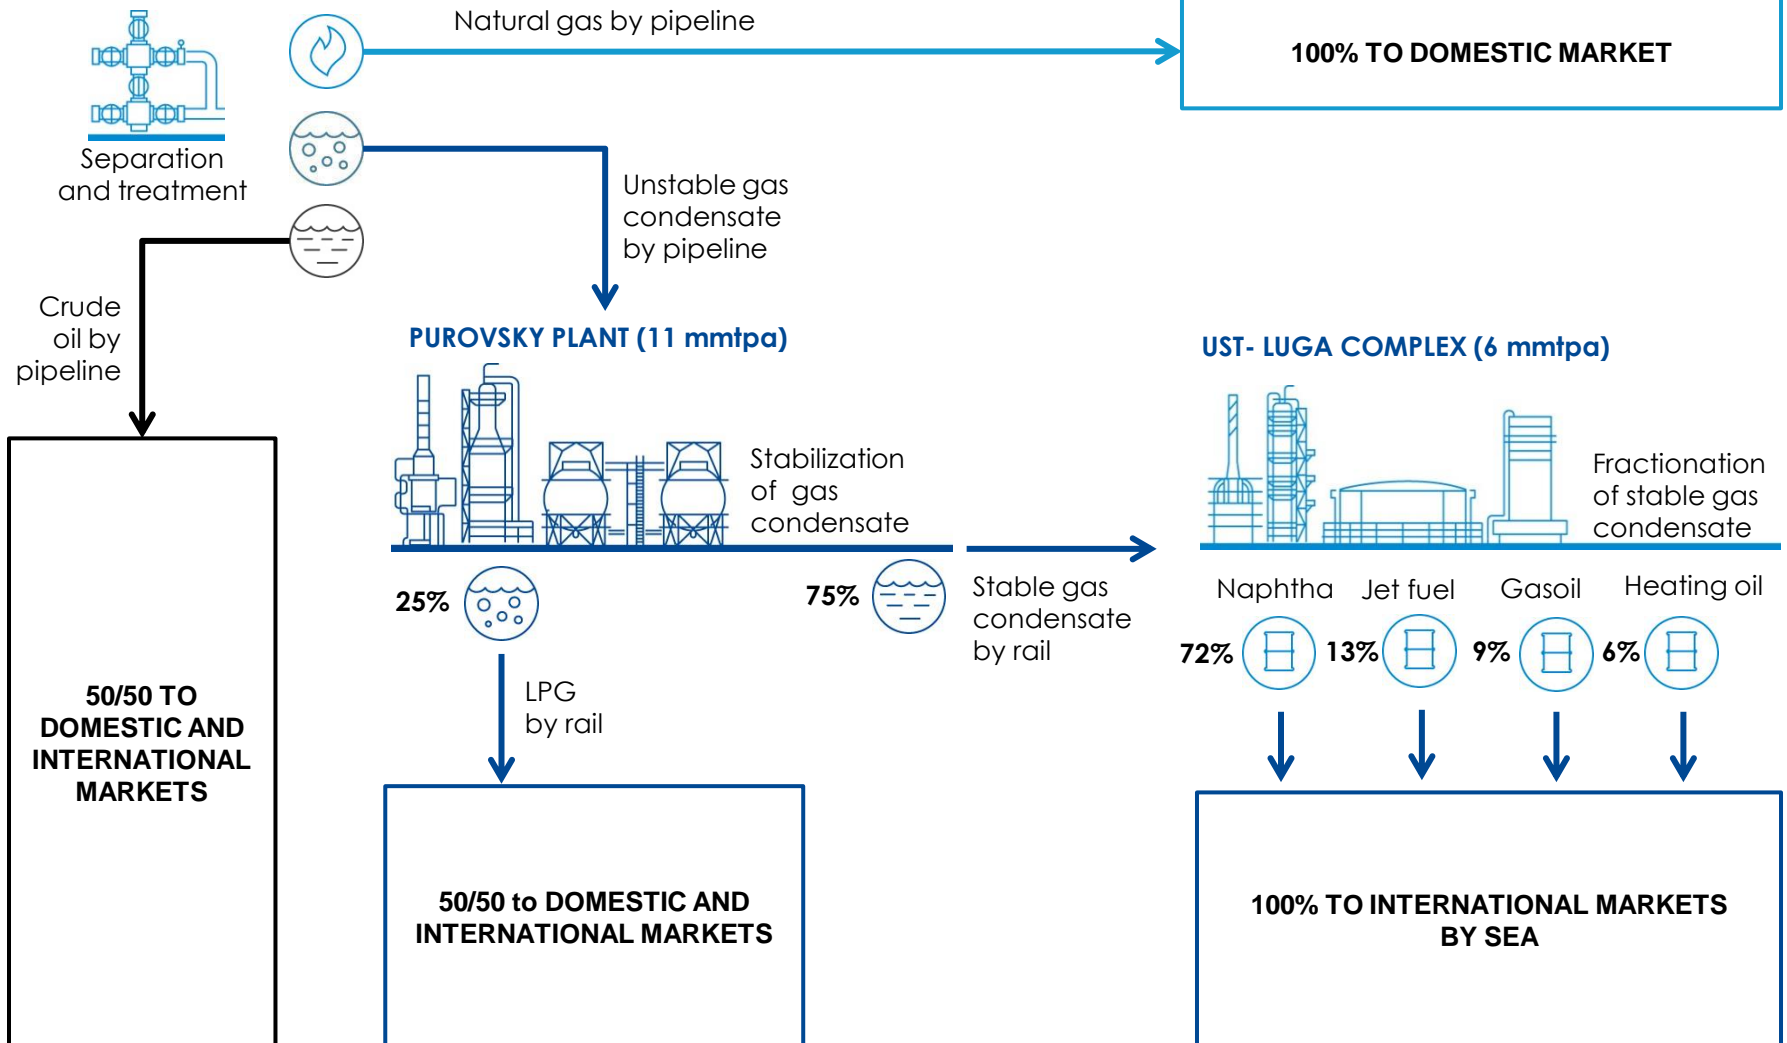 Natural gas by pipeline
100% TO DOMESTIC MARKET
Separation
and treatment
Unstable gas
condensate
by pipeline
Crude
oil by
pipeline
PUROVSKY PLANT (11 mmtpa)
UST- LUGA COMPLEX (6 mmtpa)
Stabilization
of gas
condensate
Fractionation
of stable gas
condensate
25%
75%
Stable gas
condensate
by rail
Naphtha
Jet fuel
Gasoil
Heating oil
72%
13%
9%
6%
LPG
by rail
50/50 TO
DOMESTIC AND
INTERNATIONAL
MARKETS
50/50 to DOMESTIC AND
INTERNATIONAL MARKETS
100% TO INTERNATIONAL MARKETS
BY SEA